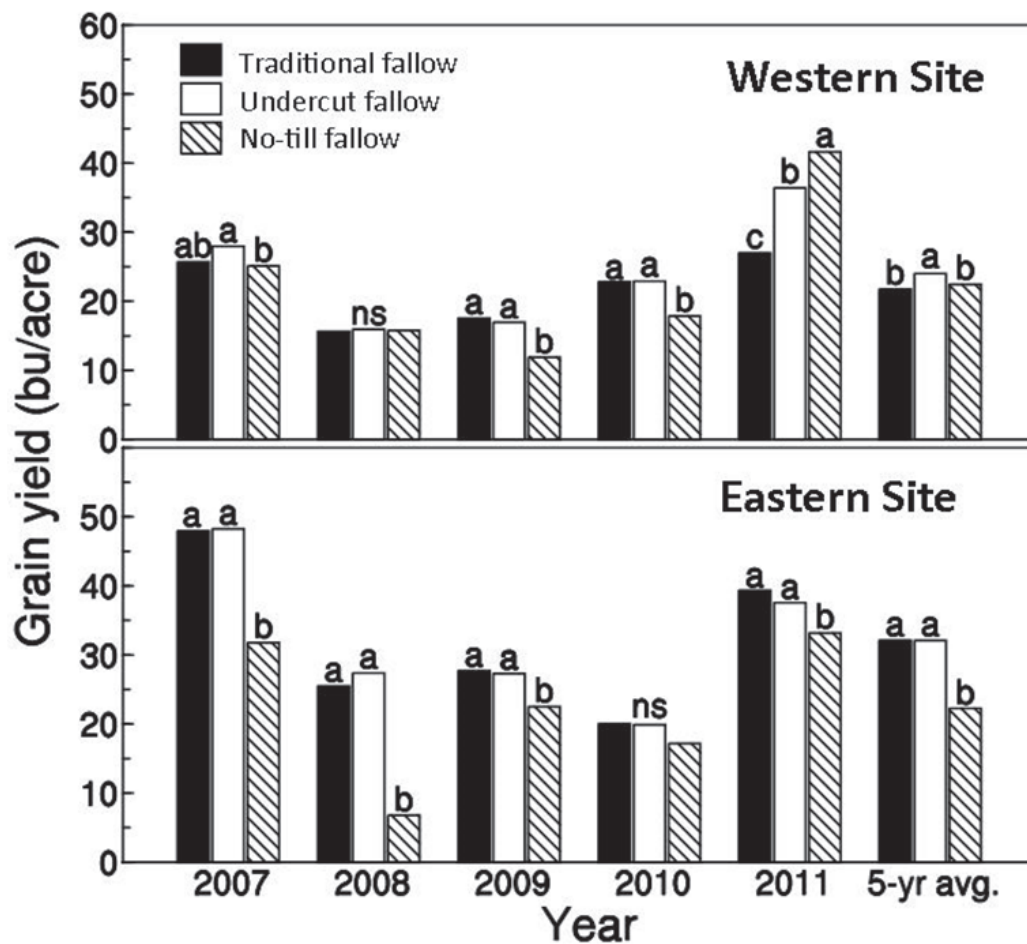 60
Traditional fallow
Undercut fallow
No-till fallow
Western Site
50
40
30
20
10
0
ab a b
ns
a a b
a a b
c b a
b a b
Grain yield (bu/acre)
Eastern Site
50
40
30
20
10
0
a a b
a a b
a a b
ns
a a b
a a b
2007 2008 2009 2010 2011 5-yr avg.
Year